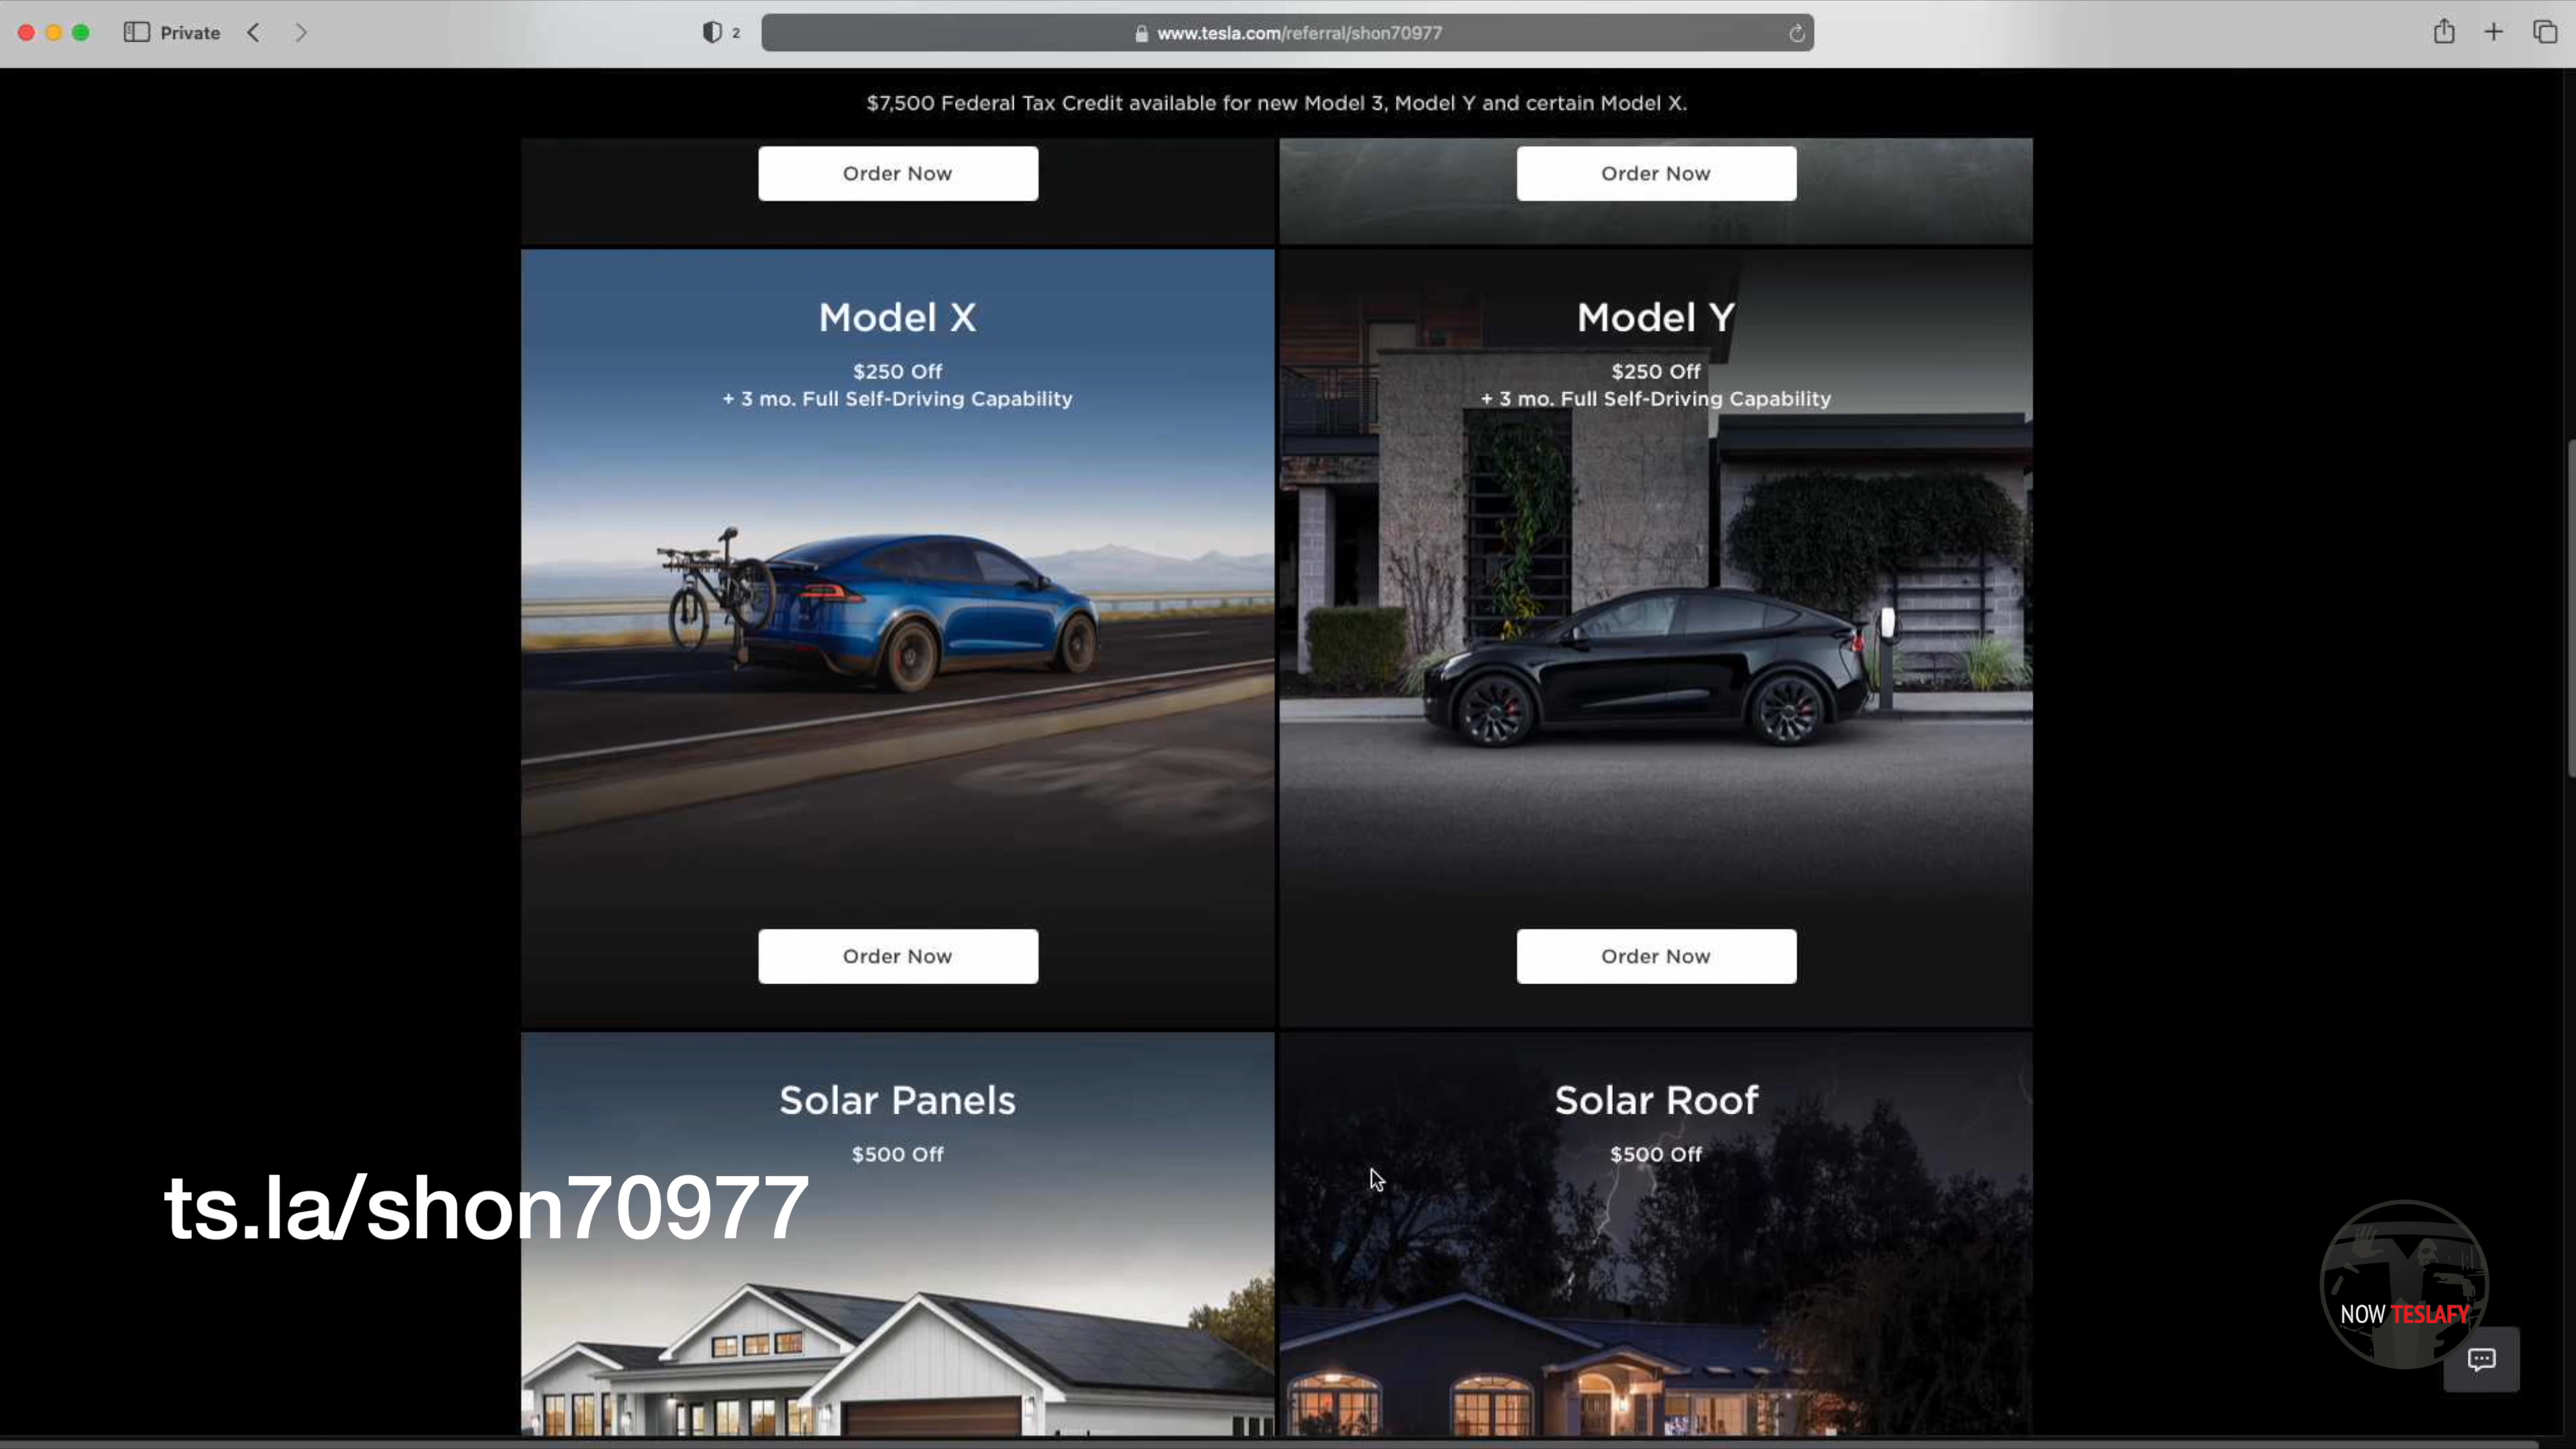 Private
2
www.tesla.com/referral/shon70977
$7,500 Federal Tax Credit available for new Model 3, Model Y and certain Model X.
Order Now
Order Now
Model X
$250 Off
+ 3 mo. Full Self-Driving Capability
Order Now
Model Y
$250 Off
+ 3 mo. Full Self-Driving Capability
Order Now
Solar Panels
$500 Off
Solar Roof
$500 Off
ts.la/shon70977
NOW TESLAFY